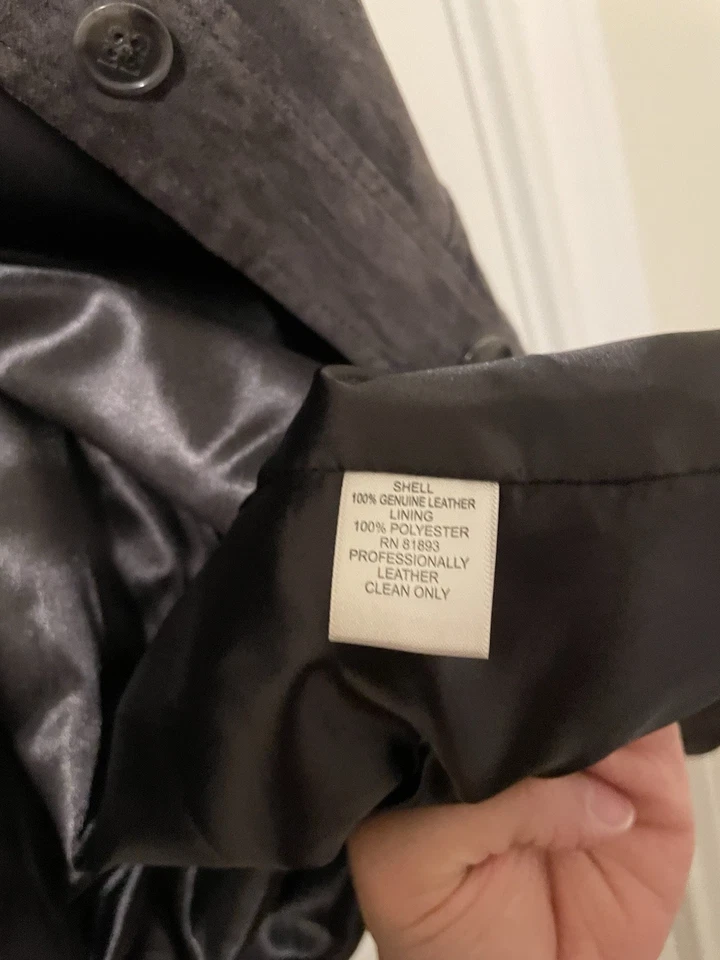 SHELL
100% GENUINE LEATHER
LINING
100% POLYESTER
RN 81893
PROFESSIONALLY
LEATHER
CLEAN ONLY